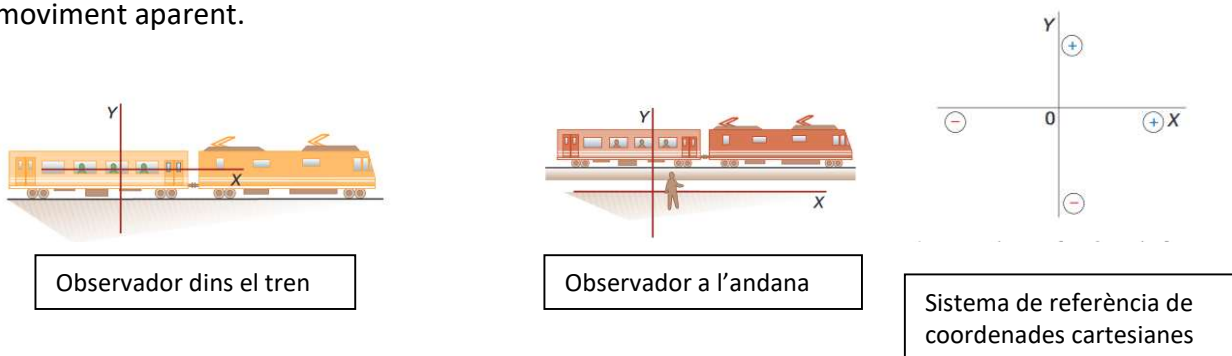 moviment aparent.
Y
X
Observador dins el tren
Y
X
Observador a l'andana
Y
+
− 0 + X
−
Sistema de referència de
coordenades cartesianes